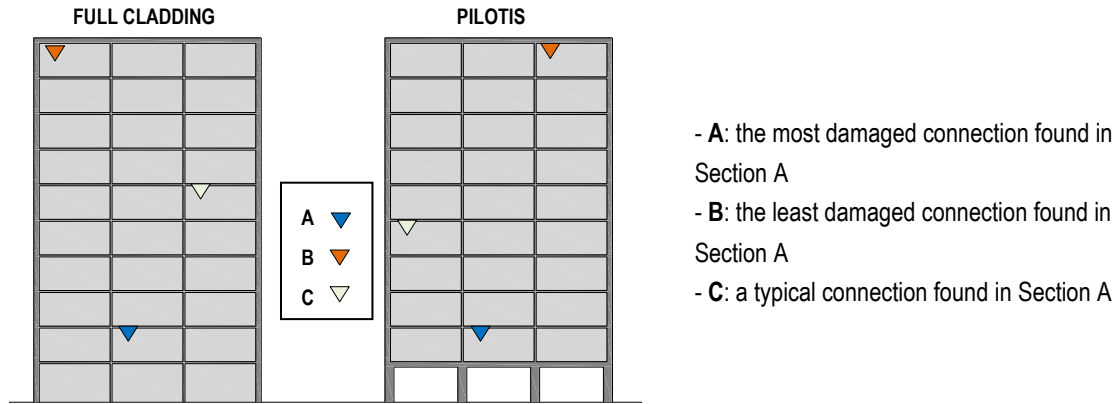 FULL CLADDING
PILOTIS
A
B
C
- A: the most damaged connection found in
Section A
- B: the least damaged connection found in
Section A
- C: a typical connection found in Section A